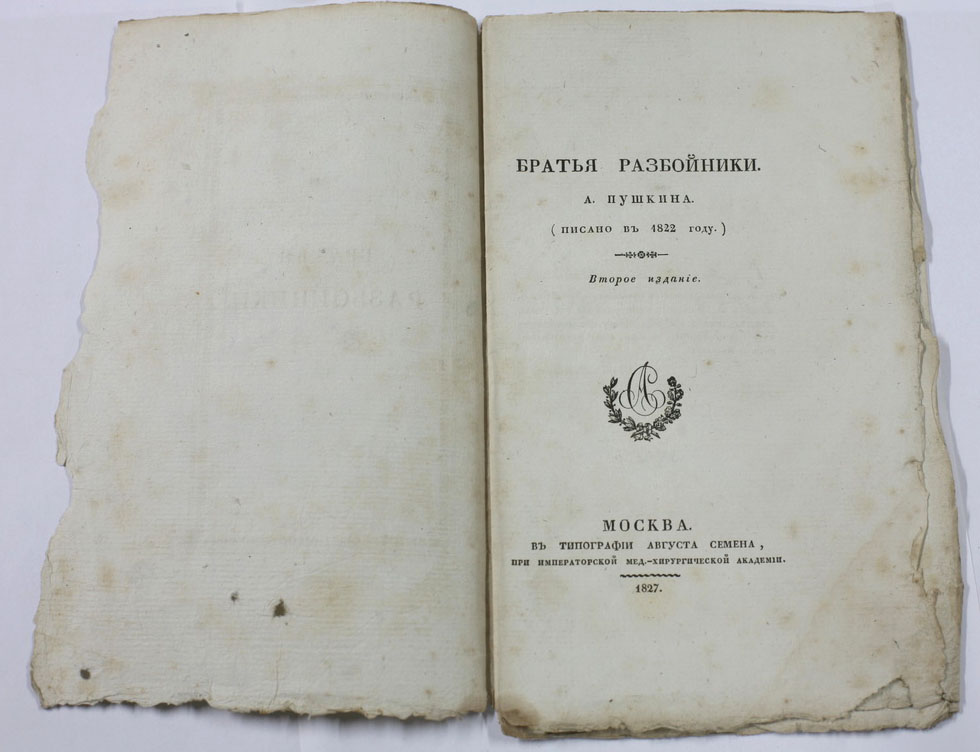 БРАТЬЯ РАЗБОЙНИКИ.
А. ПУШКИНА.
( ПИСАНО ВЪ 1822 ГОДУ. )
Второе изданіе.
АС
МОСКВА.
ВЪ ТИПОГРАФІИ АВГУСТА СЕМЕНА ,
ПРИ ИМПЕРАТОРСКОЙ МЕД.-ХИРУРГИЧЕСКОЙ АКАДЕМІИ.
1827.